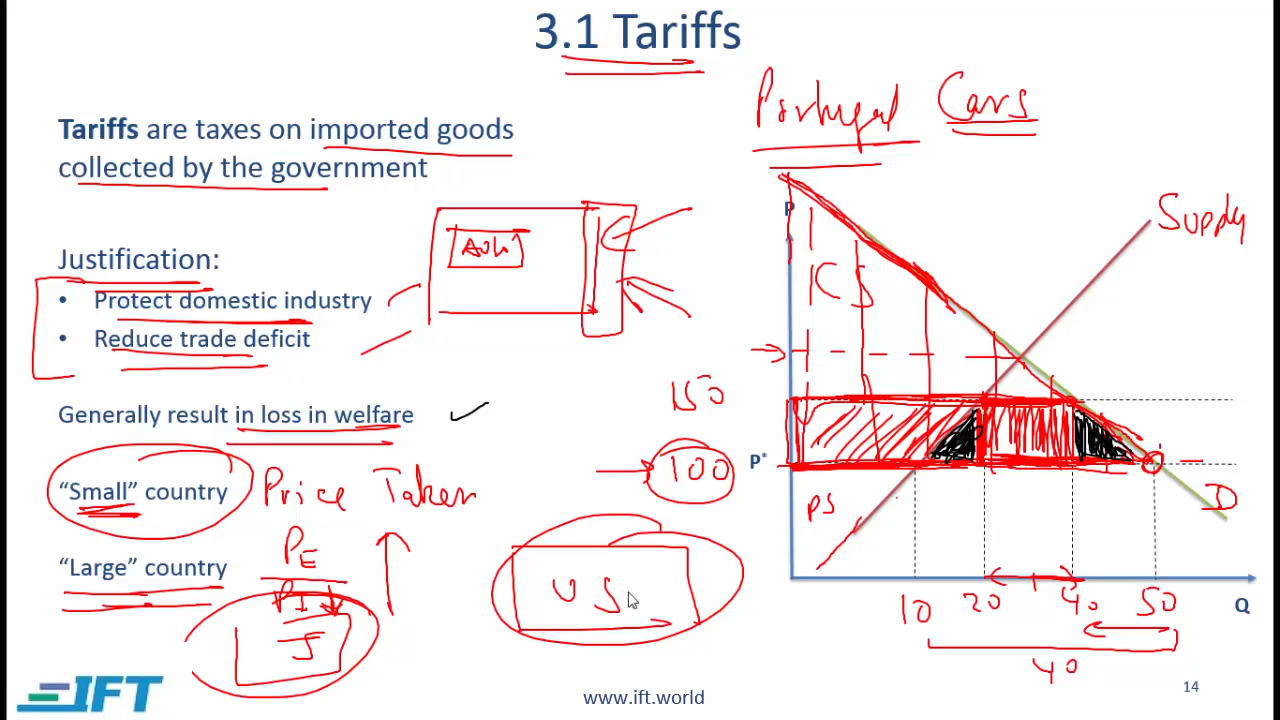 3.1 Tariffs
Portugal Cars
Tariffs are taxes on imported goods
collected by the government
P
Supply
Justification:
• Protect domestic industry
• Reduce trade deficit
CS
Generally result in loss in welfare
150
P*
100
"Small" country
Price Taken
PS
D
"Large" country
PE
PI
J
US
10 20 40 50
Q
40
IFT
www.ift.world
14